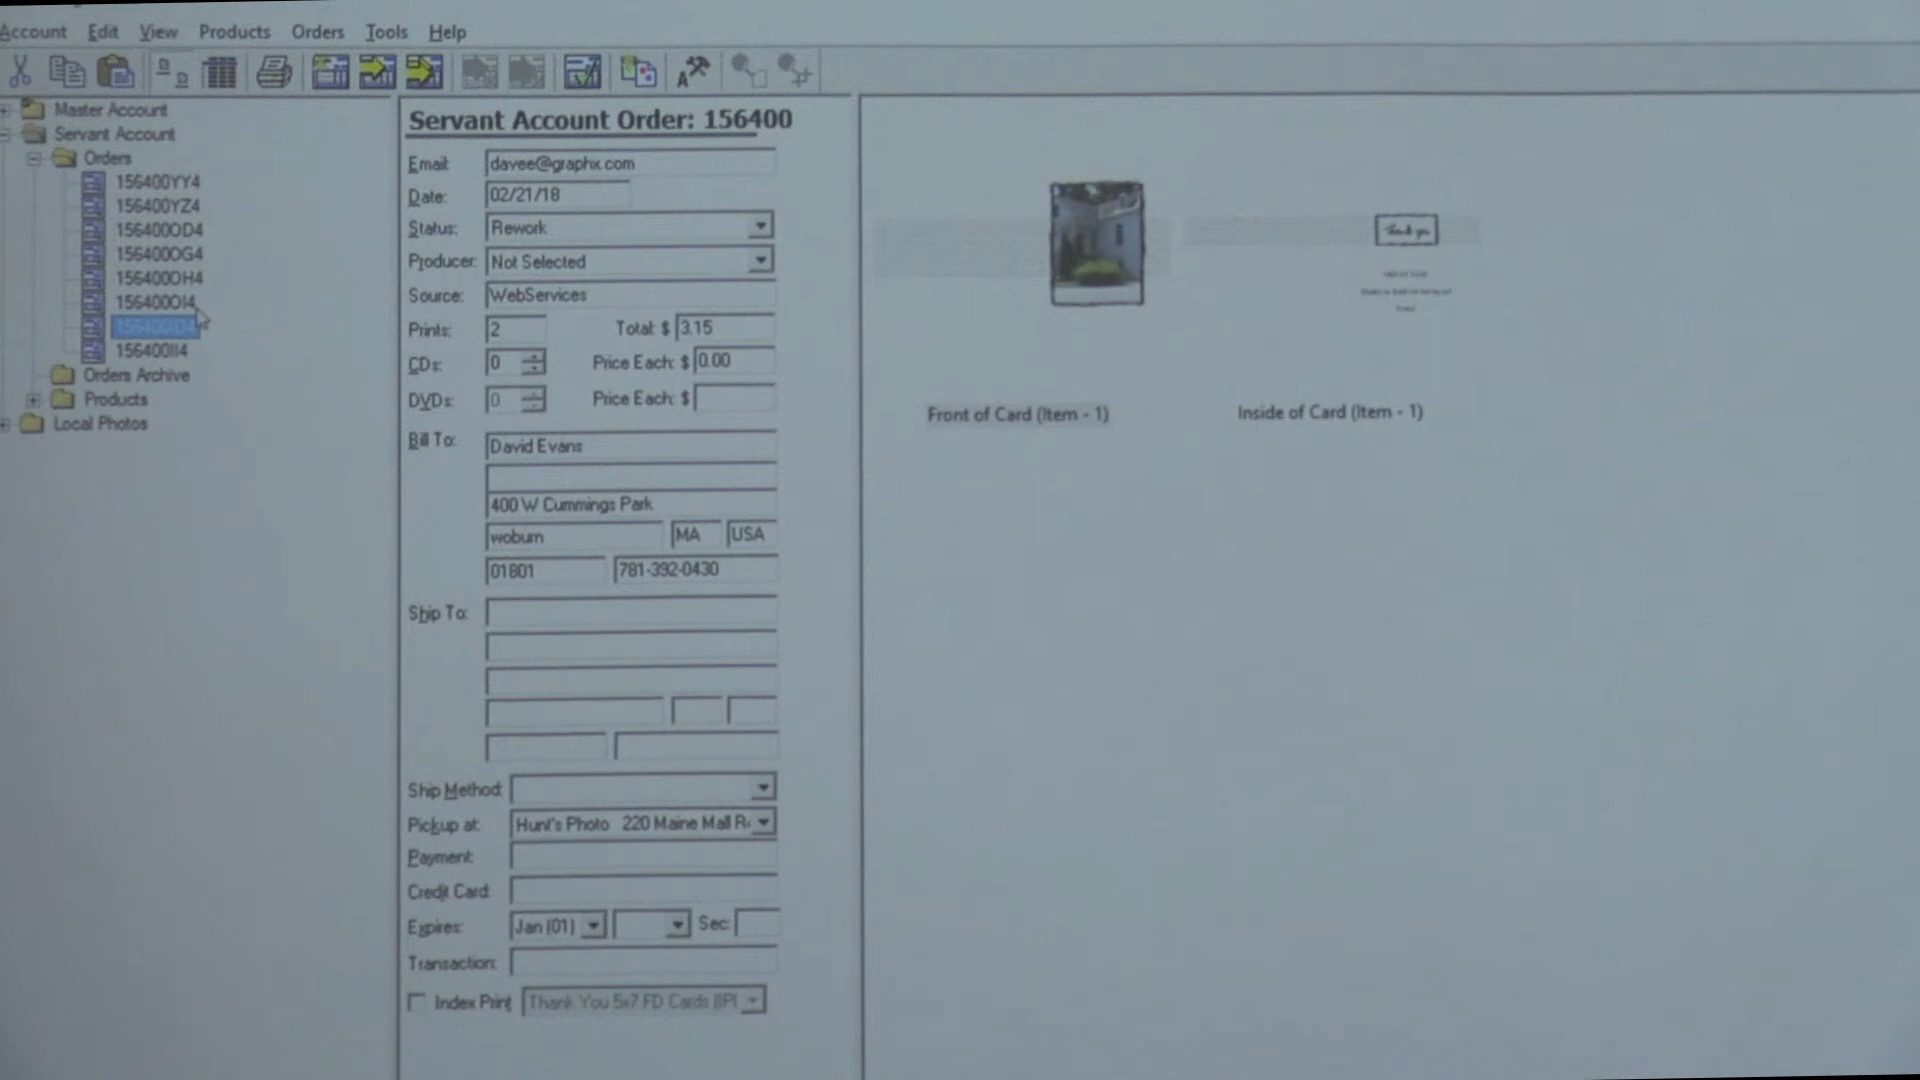 Account Edit View Products Orders Tools Help
Master Account
Servant Account
Orders
156400YY4
156400YZ4
156400OD4
156400OG4
156400OH4
156400OI4
156400II4
Orders Archive
Products
Local Photos
Servant Account Order: 156400
Email: davee@graphx.com
Date: 02/21/18
Status: Rework
Producer: Not Selected
Source: WebServices
Prints: 2 Total: $ 3.15
CDs: 0 Price Each: $ 0.00
DVDs: 0 Price Each: $
Bill To: David Evans
400 W Cummings Park
woburn MA USA
01801 781-392-0430
Ship To:
Ship Method:
Pickup at: Hunt's Photo 220 Maine Mall R
Payment:
Credit Card:
Expires: Jan (01) Sec:
Transaction:
Index Print Thank You 5x7 FD Cards
Thank you
Front of Card (Item - 1)
Inside of Card (Item - 1)